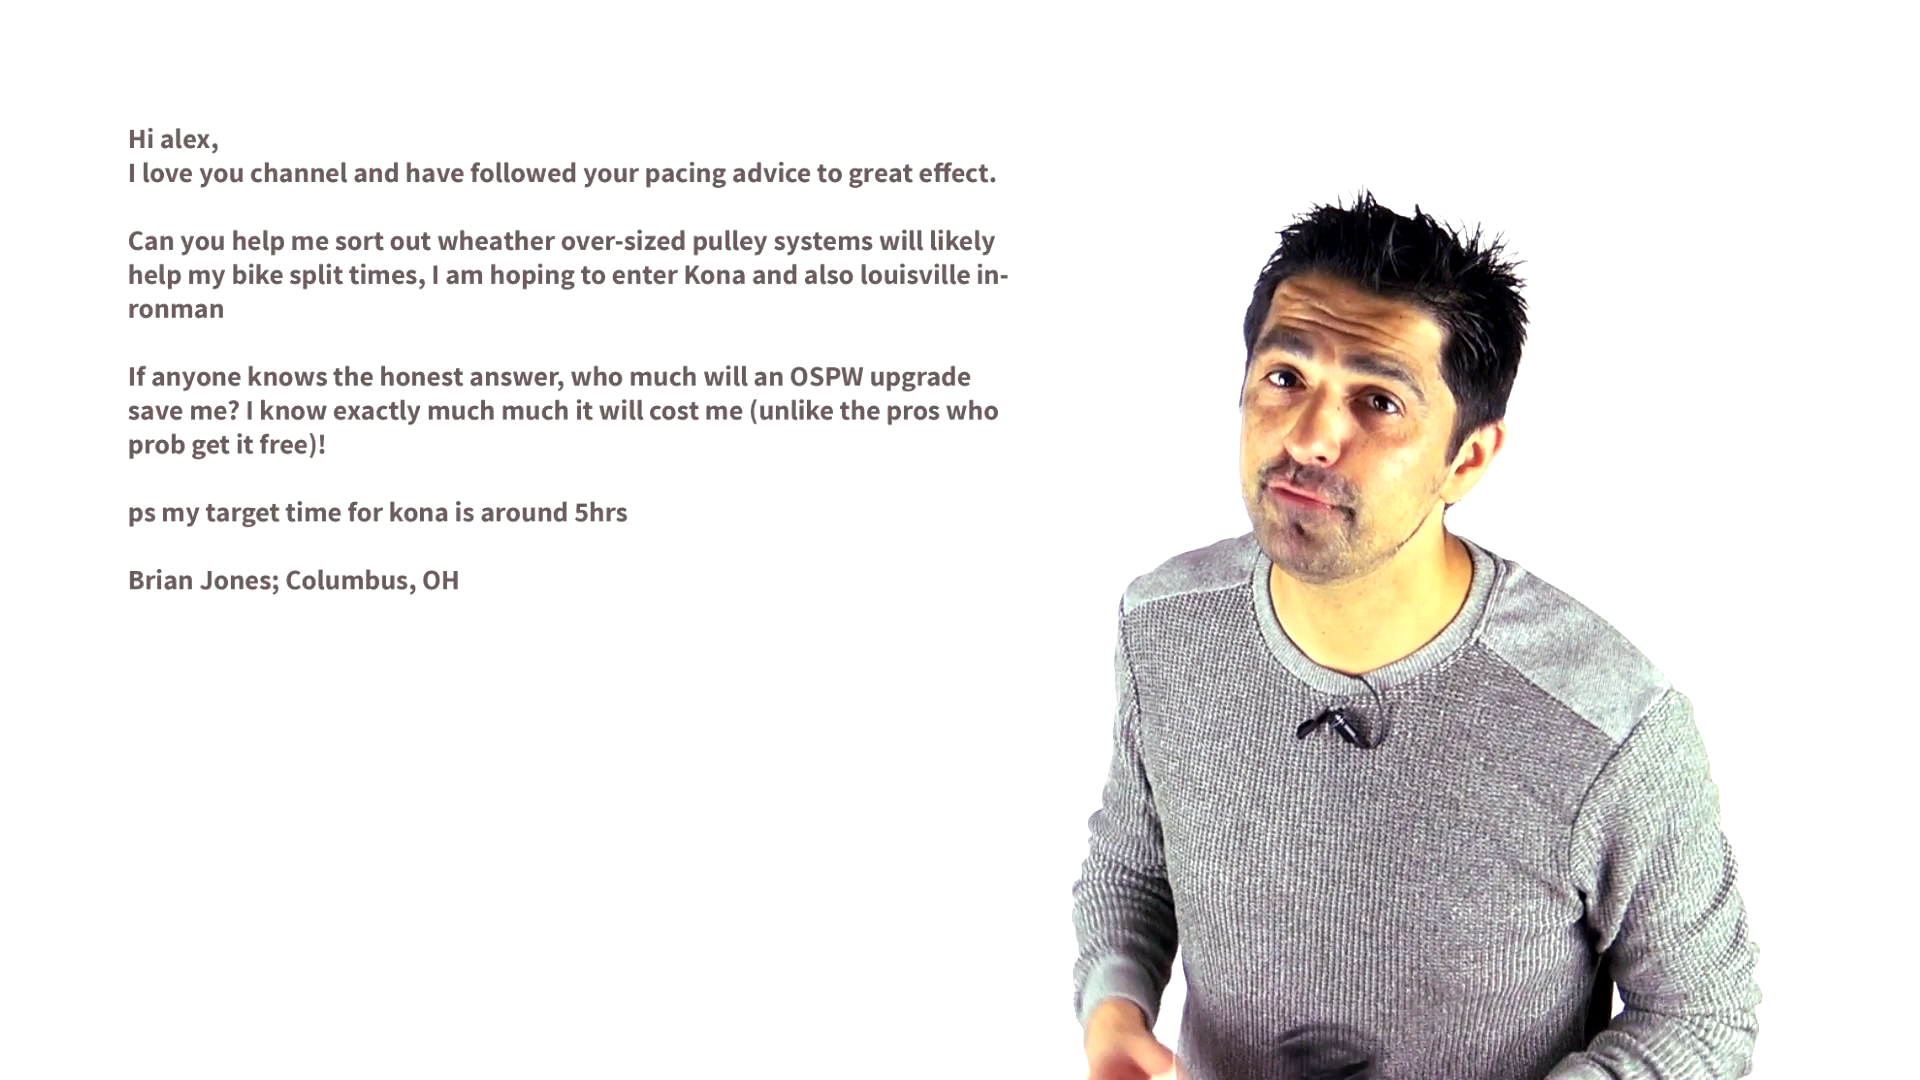 Hi alex,
I love you channel and have followed your pacing advice to great effect.
Can you help me sort out wheather over-sized pulley systems will likely
help my bike split times, I am hoping to enter Kona and also louisville in-
ronman
If anyone knows the honest answer, who much will an OSPW upgrade
save me? I know exactly much much it will cost me (unlike the pros who
prob get it free)!
ps my target time for kona is around 5hrs
Brian Jones; Columbus, OH